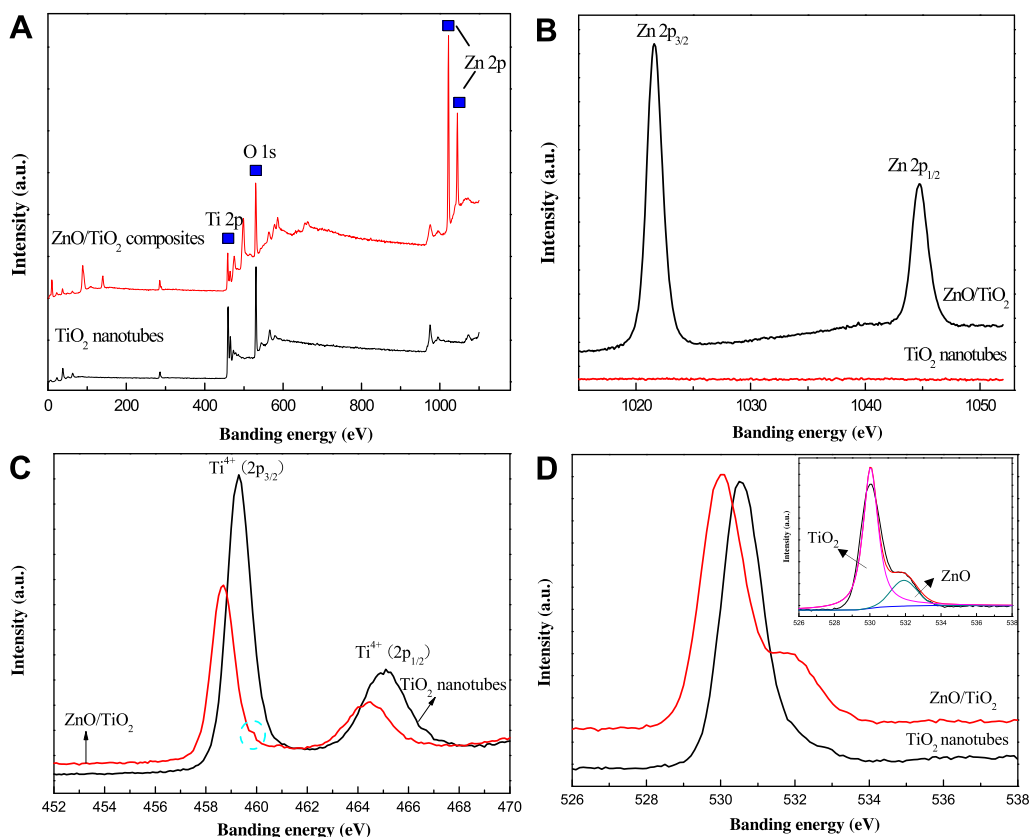 A
Zn 2p
O 1s
Ti 2p
ZnO/TiO₂ composites
TiO₂ nanotubes
Intensity (a.u.)
0 200 400 600 800 1000
Banding energy (eV)
B
Zn 2p₃/₂
Zn 2p₁/₂
ZnO/TiO₂
TiO₂ nanotubes
Intensity (a.u.)
1020 1030 1040 1050
Banding energy (eV)
C
Ti⁴⁺ (2p₃/₂)
Ti⁴⁺ (2p₁/₂)
TiO₂ nanotubes
ZnO/TiO₂
Intensity (a.u.)
452 454 456 458 460 462 464 466 468 470
Banding energy (eV)
D
Intensity (a.u.)
TiO₂
ZnO
526 528 530 532 534 536 538
ZnO/TiO₂
TiO₂ nanotubes
Intensity (a.u.)
526 528 530 532 534 536 538
Banding energy (eV)